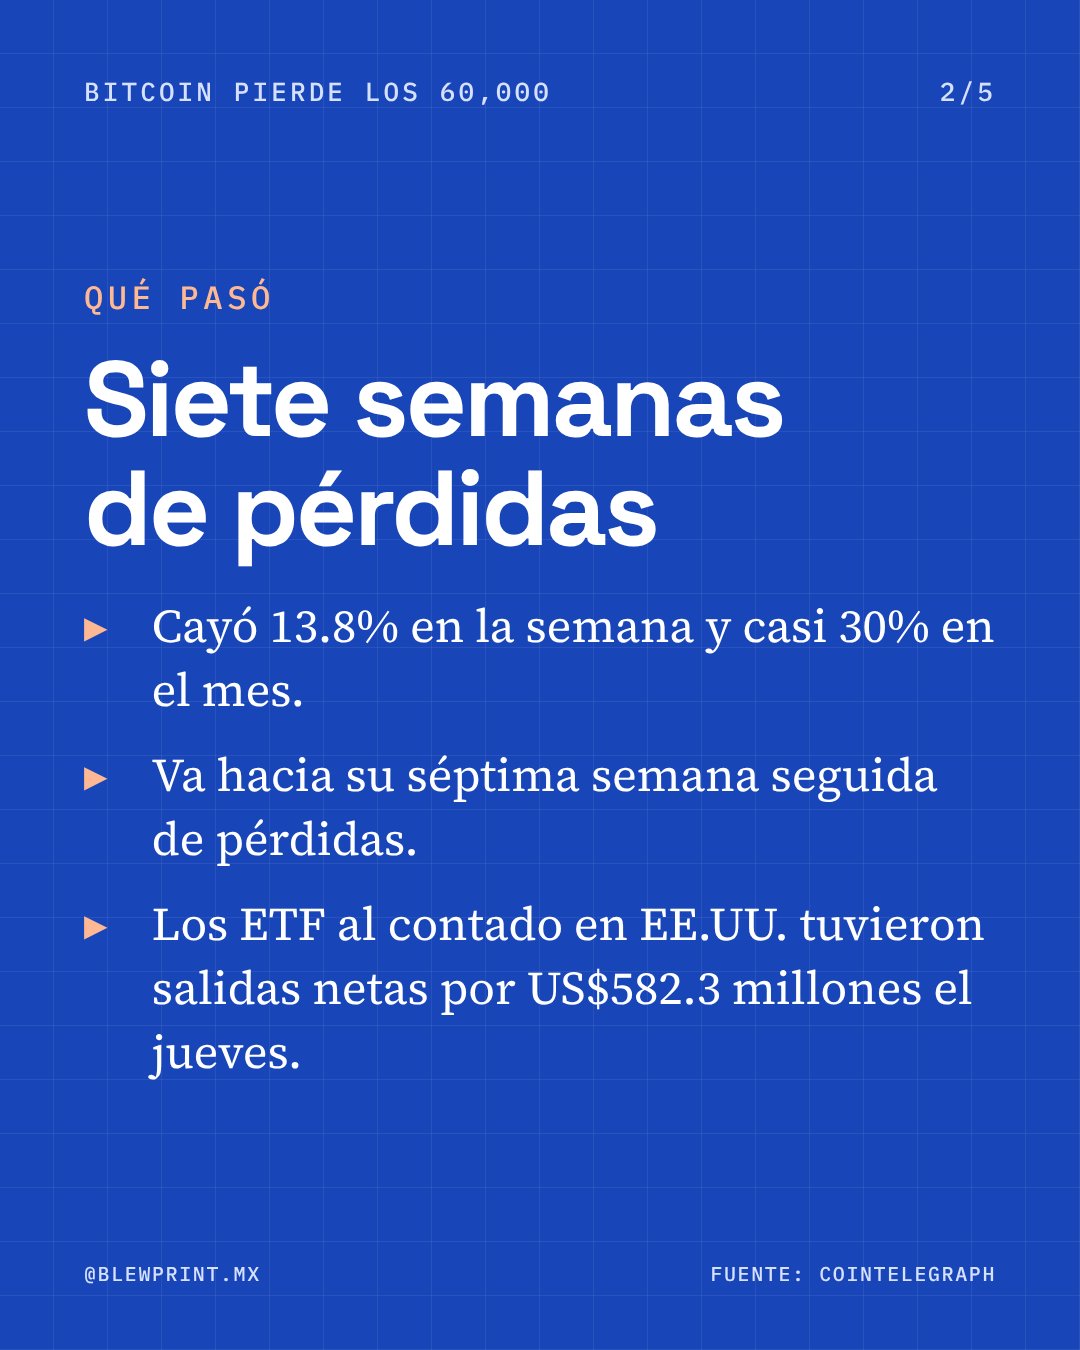 BITCOIN PIERDE LOS 60,000
2/5
QUÉ PASÓ
Siete semanas
de pérdidas
▶ Cayó 13.8% en la semana y casi 30% en
el mes.
▶ Va hacia su séptima semana seguida
de pérdidas.
▶ Los ETF al contado en EE.UU. tuvieron
salidas netas por US$582.3 millones el
jueves.
@BLEWPRINT.MX
FUENTE: COINTELEGRAPH